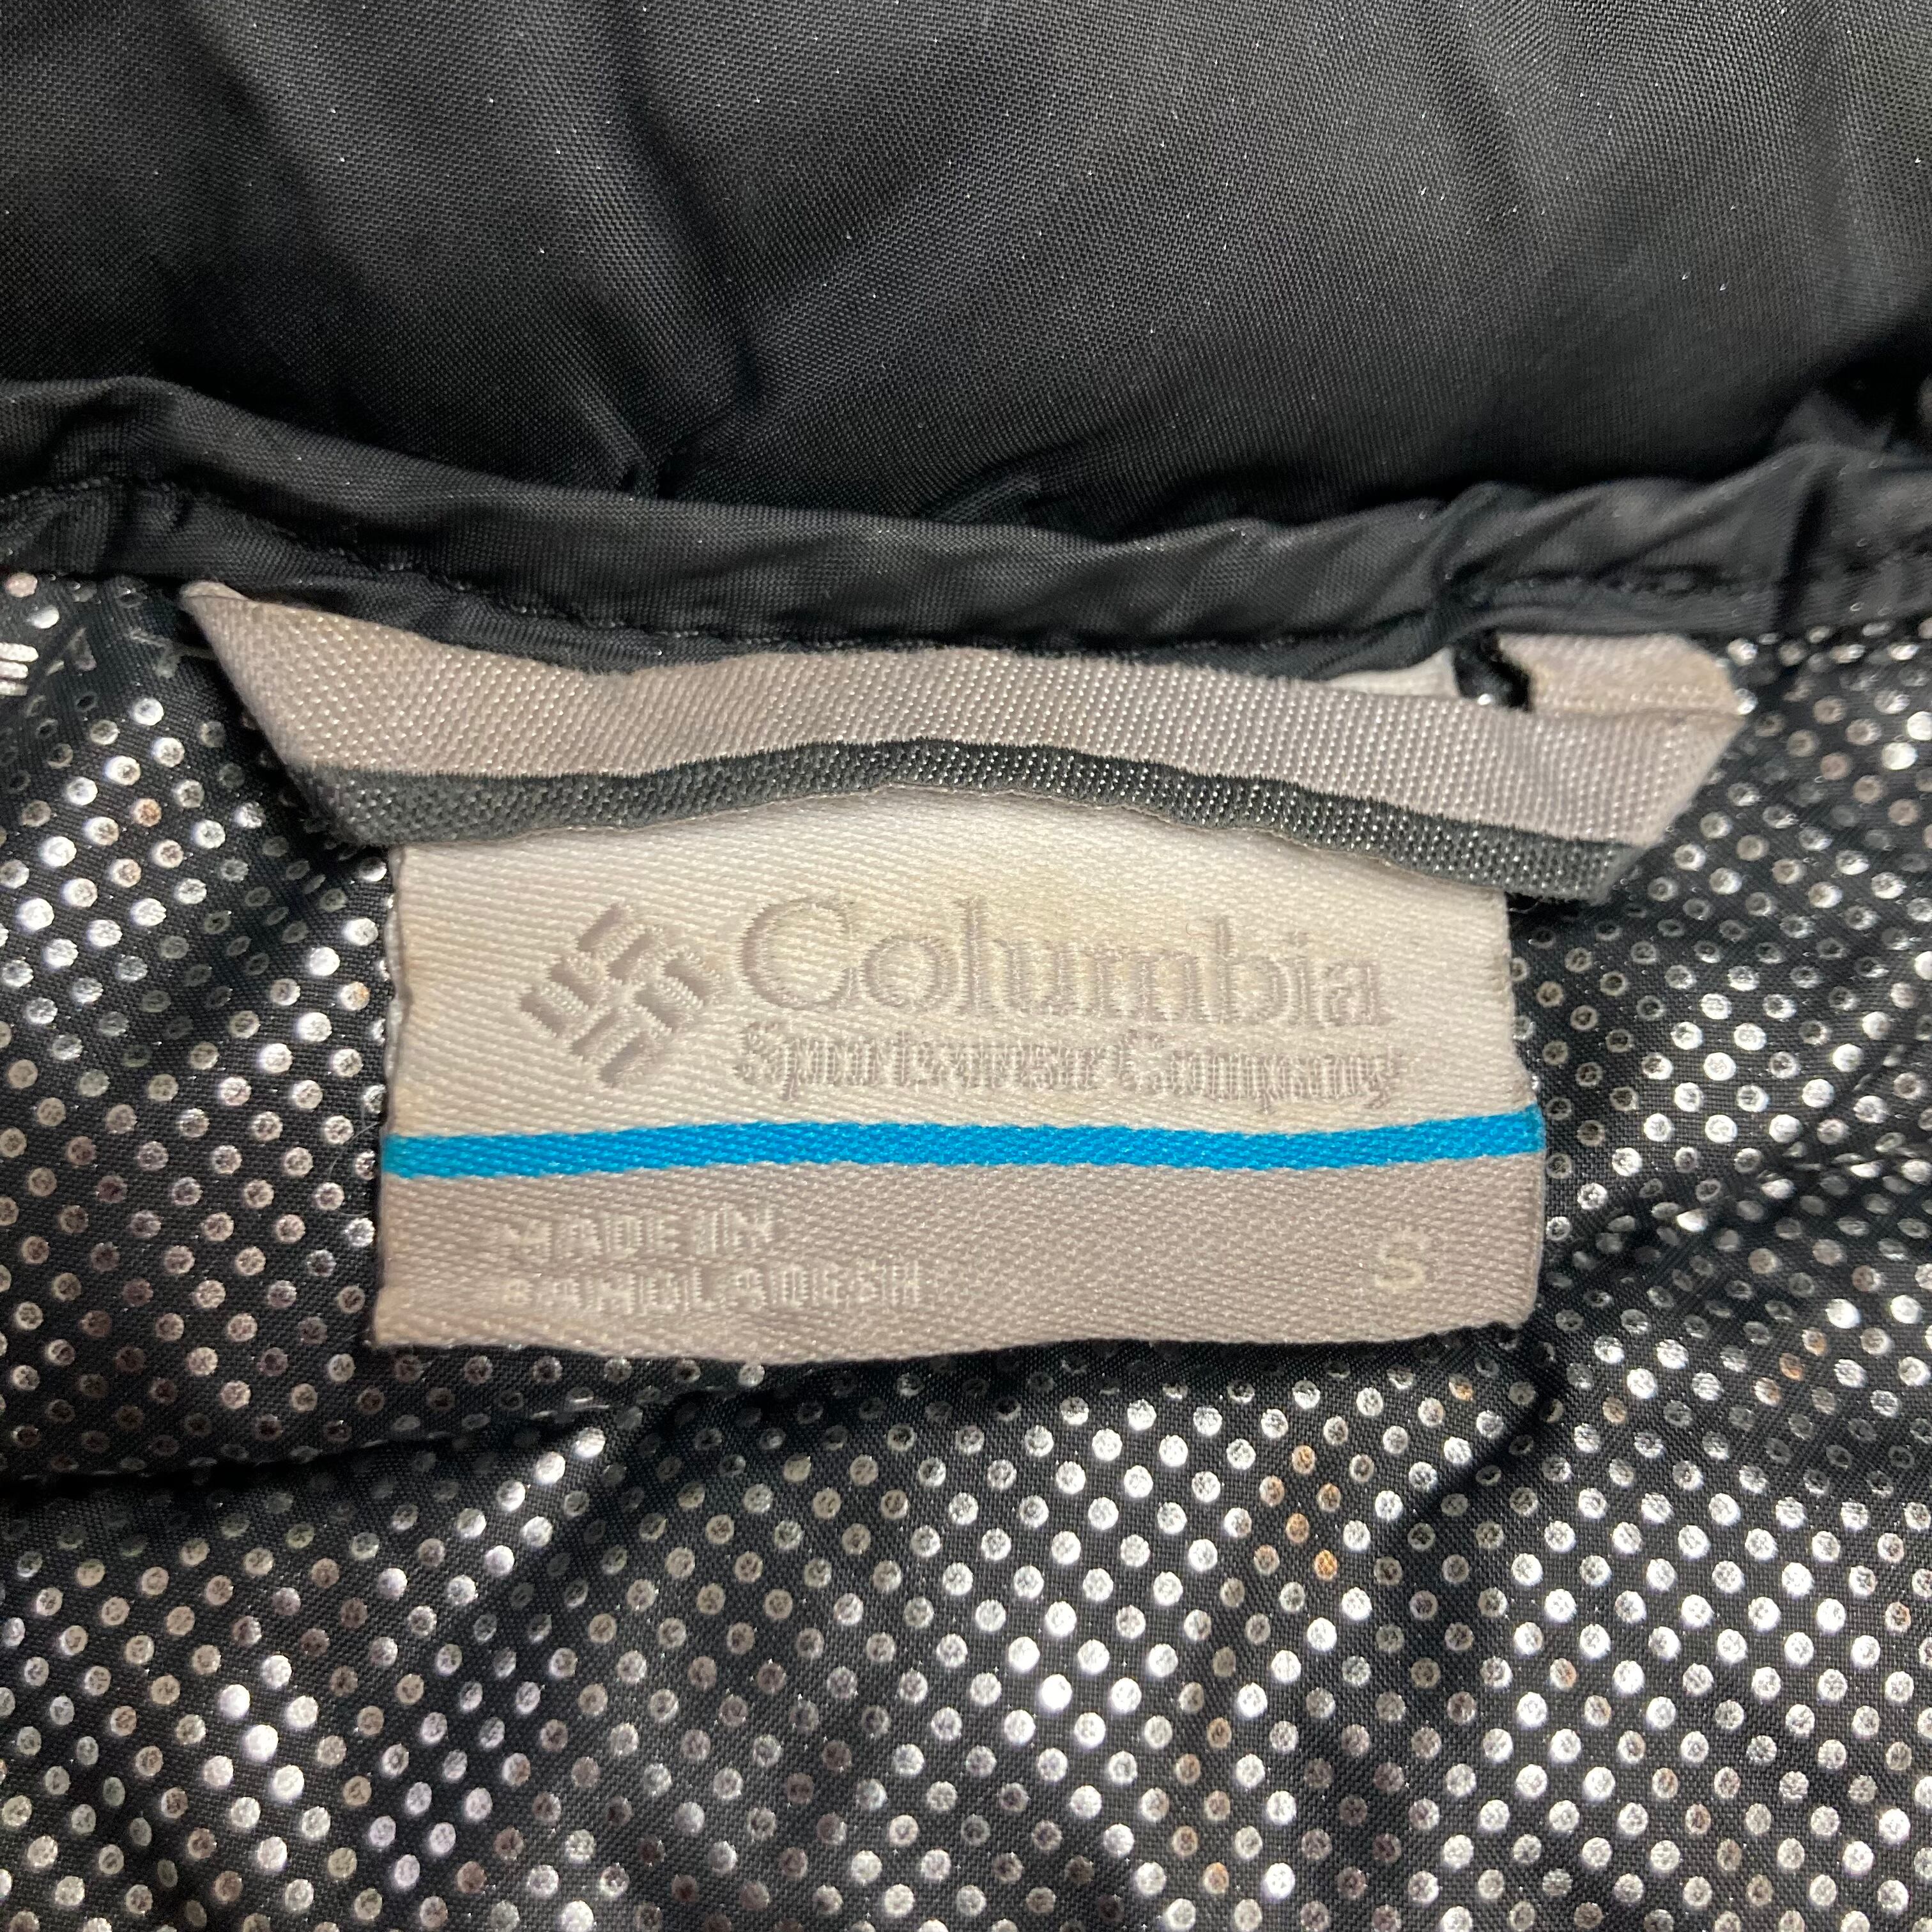 Columbia
Sportswear Company
MADE IN
BANGLADESH
S